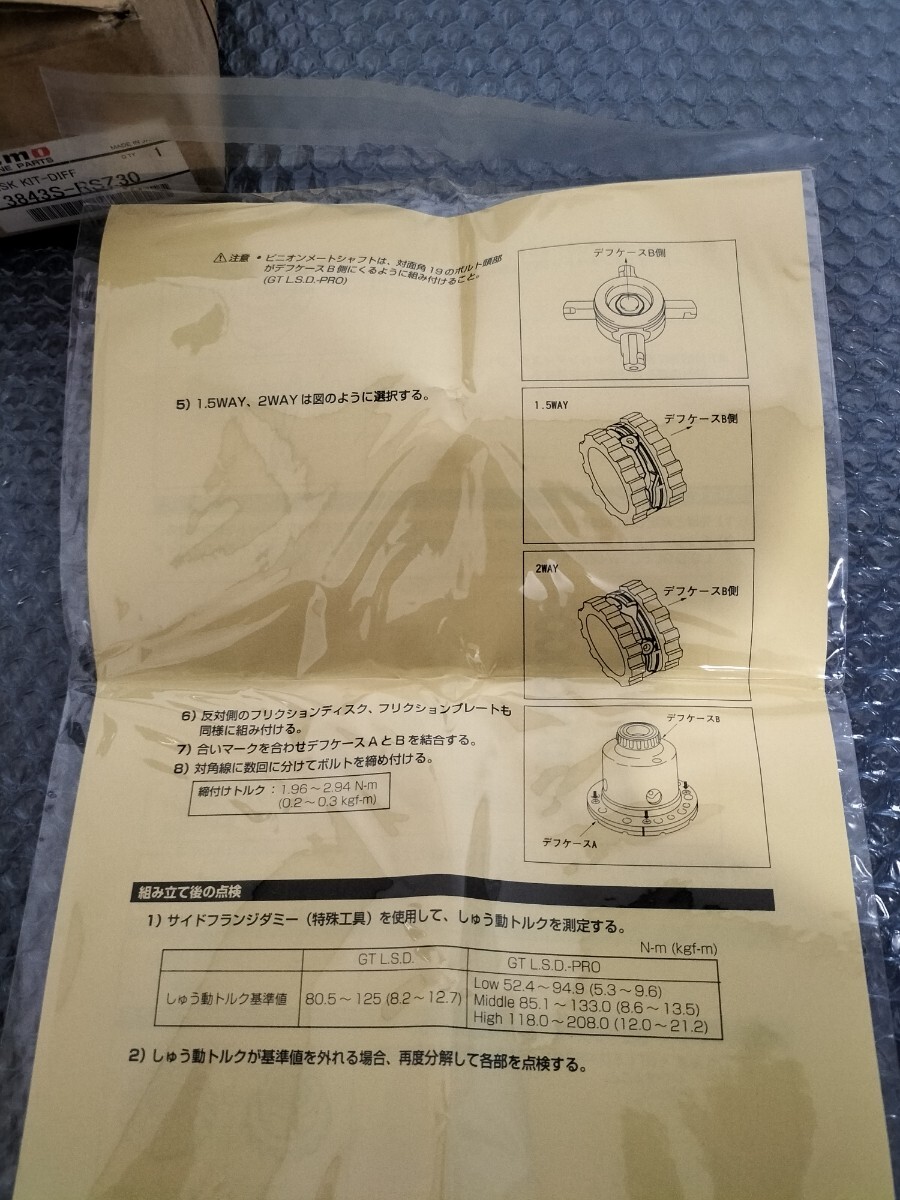 MADE IN
QTY 1
NE PARTS
SK KIT-DIFF
3843S-RSZ30
⚠注意 • ピニオンメートシャフトは、対面角19のボルト頭部
がデフケースB側にくるように組み付けること。
(GT L.S.D.-PRO)
デフケースB側
5) 1.5WAY、2WAYは図のように選択する。
1.5WAY
デフケースB側
2WAY
デフケースB側
6) 反対側のフリクションディスク、フリクションプレートも
同様に組み付ける。
7) 合いマークを合わせデフケースAとBを結合する。
8) 対角線に数回に分けてボルトを締め付ける。
締付けトルク：1.96～2.94 N-m
(0.2～0.3 kgf-m)
デフケースB
デフケースA
組み立て後の点検
1) サイドフランジダミー（特殊工具）を使用して、しゅう動トルクを測定する。
N-m (kgf-m)
GT L.S.D. GT L.S.D.-PRO
しゅう動トルク基準値 80.5～125 (8.2～12.7) Low 52.4～94.9 (5.3～9.6)
Middle 85.1～133.0 (8.6～13.5)
High 118.0～208.0 (12.0～21.2)
2) しゅう動トルクが基準値を外れる場合、再度分解して各部を点検する。